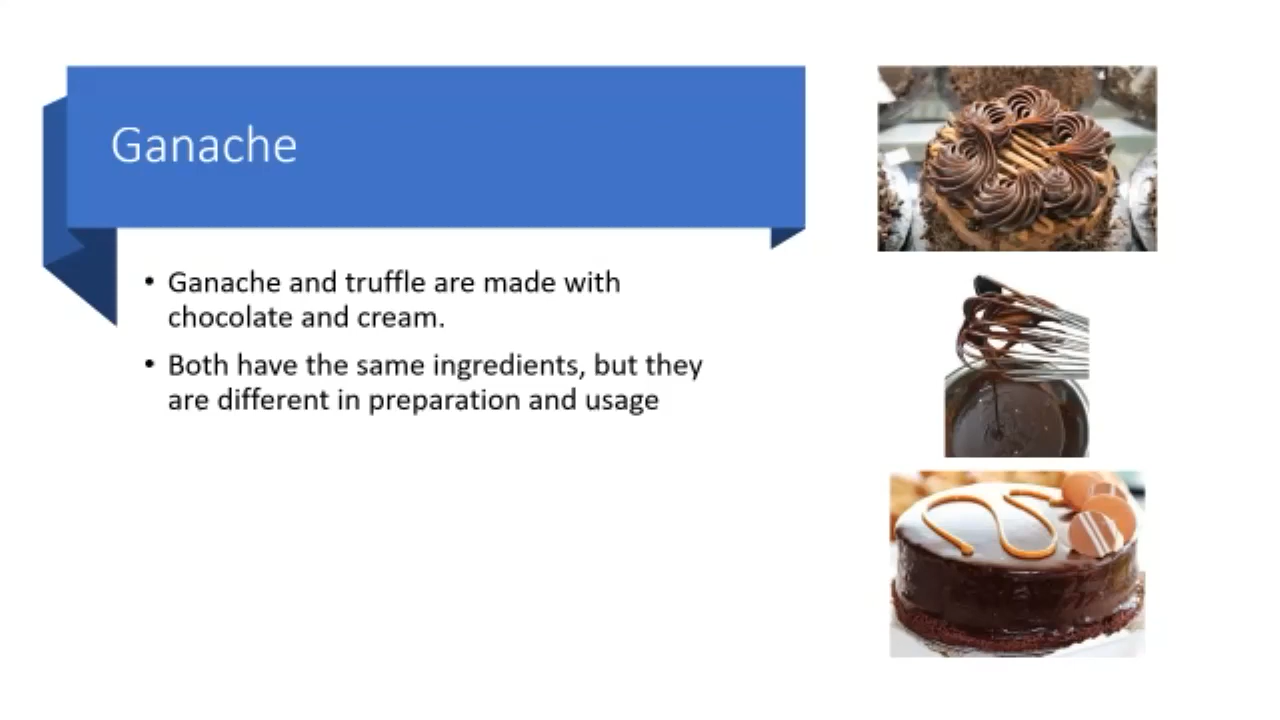 Ganache
• Ganache and truffle are made with
chocolate and cream.
• Both have the same ingredients, but they
are different in preparation and usage